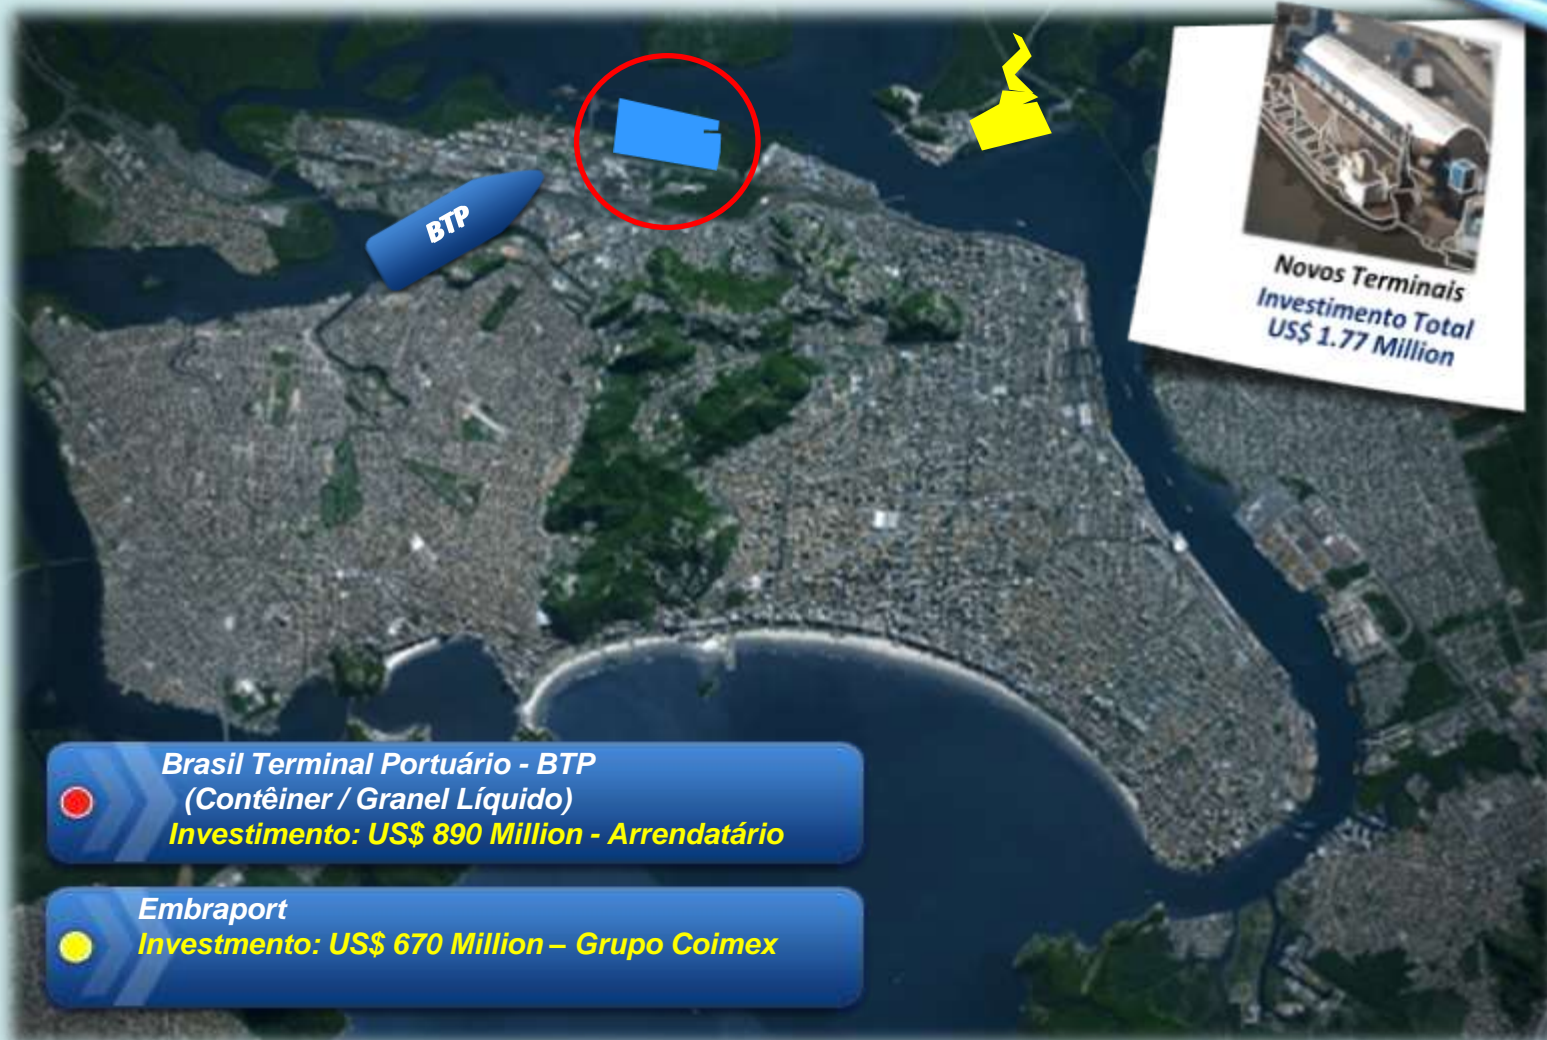 BTP
Novos Terminais
Investimento Total
US$ 1.77 Million
Brasil Terminal Portuário - BTP
(Contêiner / Granel Líquido)
Investimento: US$ 890 Million - Arrendatário
Embraport
Investmento: US$ 670 Million – Grupo Coimex